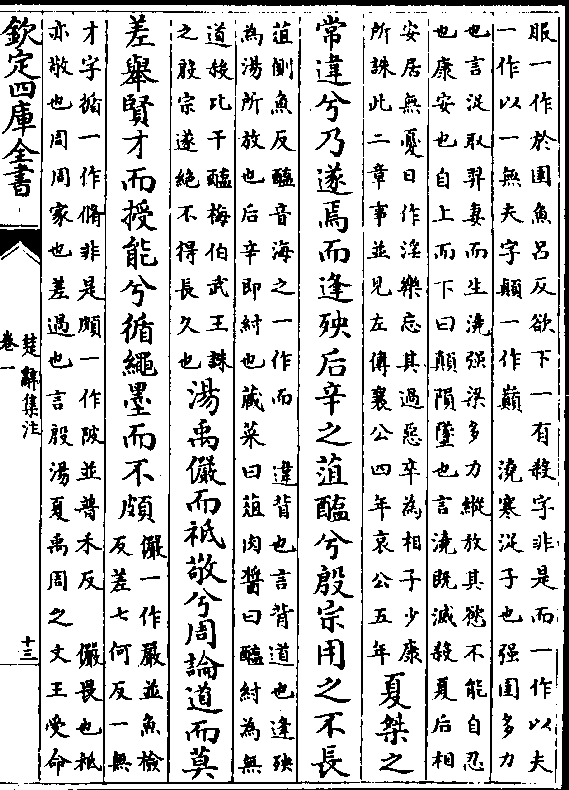 服一作於圉魚呂反欲下一有殺字非是而一作以夫
一作以一無夫字顛一作巔　澆寒浞子也强圉多力
也言浞取羿妻而生澆强梁多力縱放其慾不能自忍
也康安也自上而下曰顛隕墜也言澆既滅殺夏后相
安居無憂日作淫樂忘其過惡卒為相子少康
所誅此二章事並見左傳襄公四年哀公五年
夏桀之
常違兮乃遂焉而逢殃后辛之菹醢兮殷宗用之不長
菹側魚反醢音海之一作而　違背也言背道也逢殃
為湯所放也后辛即紂也藏菜曰菹肉醬曰醢紂為無
道殺比干醢梅伯武王誅
之殷宗遂絶不得長久也
湯禹儼而祗敬兮周論道而莫
差舉賢才而授能兮循繩墨而不頗
儼一作嚴並魚檢
反差七何反一無
才字循一作脩非是頗一作陂並普禾反　儼畏也祗
亦敬也周周家也差過也言殷湯夏禹周之文王受命
欽定四庫全書
楚辭集注
卷一
十三